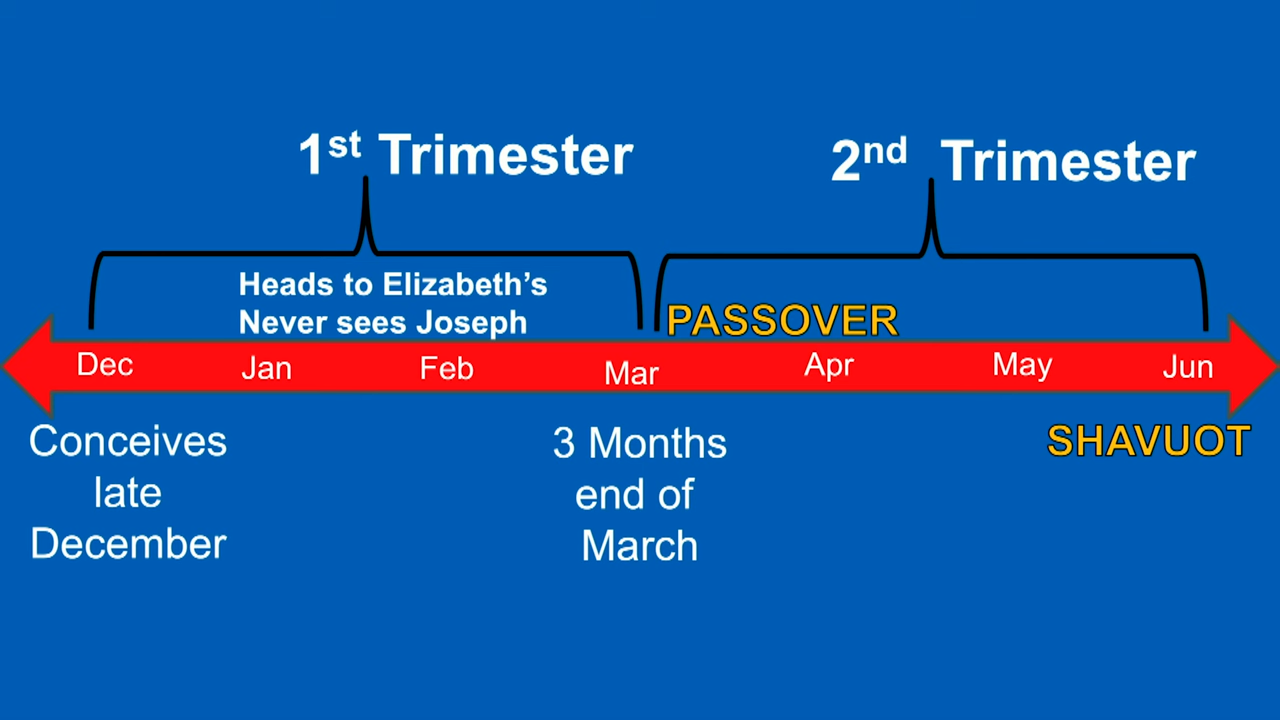 1st Trimester
2nd Trimester
Heads to Elizabeth’s
Never sees Joseph
PASSOVER
Dec Jan Feb Mar Apr May Jun
Conceives
late
December
3 Months
end of
March
SHAVUOT